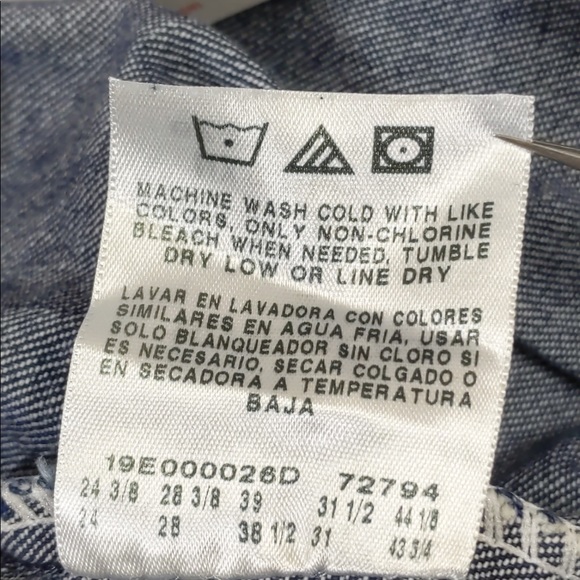 MACHINE WASH COLD WITH LIKE
COLORS, ONLY NON-CHLORINE
BLEACH WHEN NEEDED, TUMBLE
DRY LOW OR LINE DRY
LAVAR EN LAVADORA CON COLORES
SIMILARES EN AGUA FRIA, USAR
SOLO BLANQUEADOR SIN CLORO SI
ES NECESARIO, SECAR COLGADO O
EN SECADORA A TEMPERATURA
BAJA
19E000026D 72794
24 3/8 28 3/8 39 31 1/2 44 1/8
24 28 38 1/2 31 43 3/4